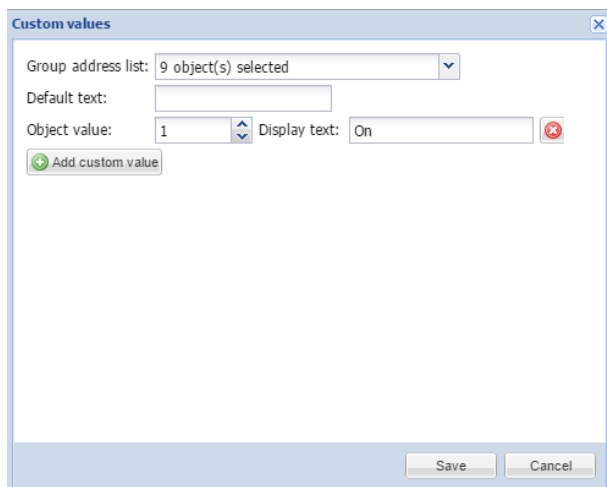 Custom values
Group address list: 9 object(s) selected
Default text:
Object value: 1 Display text: On
Add custom value
Save Cancel